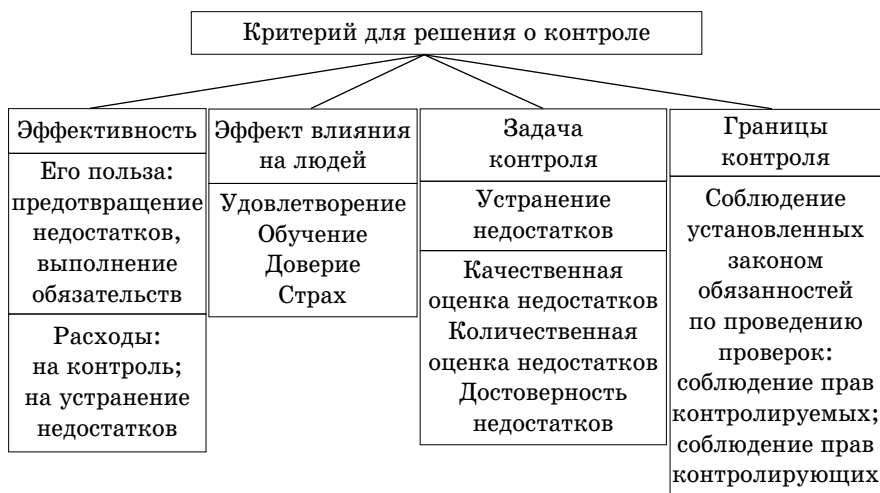 Критерий для решения о контроле
Эффективность
Его польза:
предотвращение
недостатков,
выполнение
обязательств
Расходы:
на контроль;
на устранение
недостатков
Эффект влияния
на людей
Удовлетворение
Обучение
Доверие
Страх
Задача
контроля
Устранение
недостатков
Качественная
оценка недостатков
Количественная
оценка недостатков
Достоверность
недостатков
Границы
контроля
Соблюдение
установленных
законом
обязанностей
по проведению
проверок:
соблюдение прав
контролируемых;
соблюдение прав
контролирующих